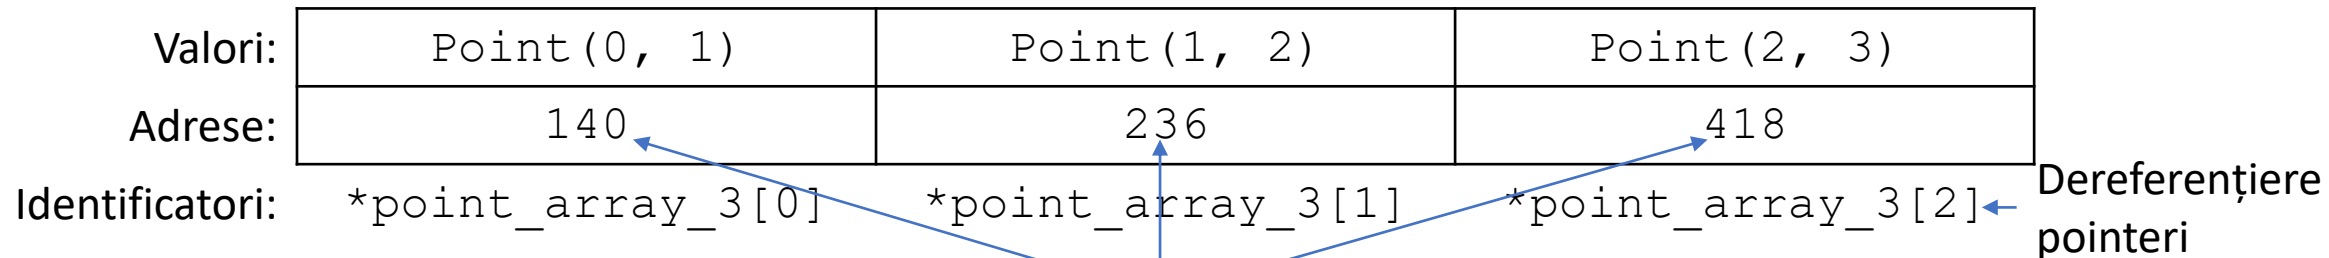 Valori: Point(0, 1) Point(1, 2) Point(2, 3)
Adrese: 140 236 418
Identificatori: *point_array_3[0] *point_array_3[1] *point_array_3[2]
Dereferențiere
pointeri